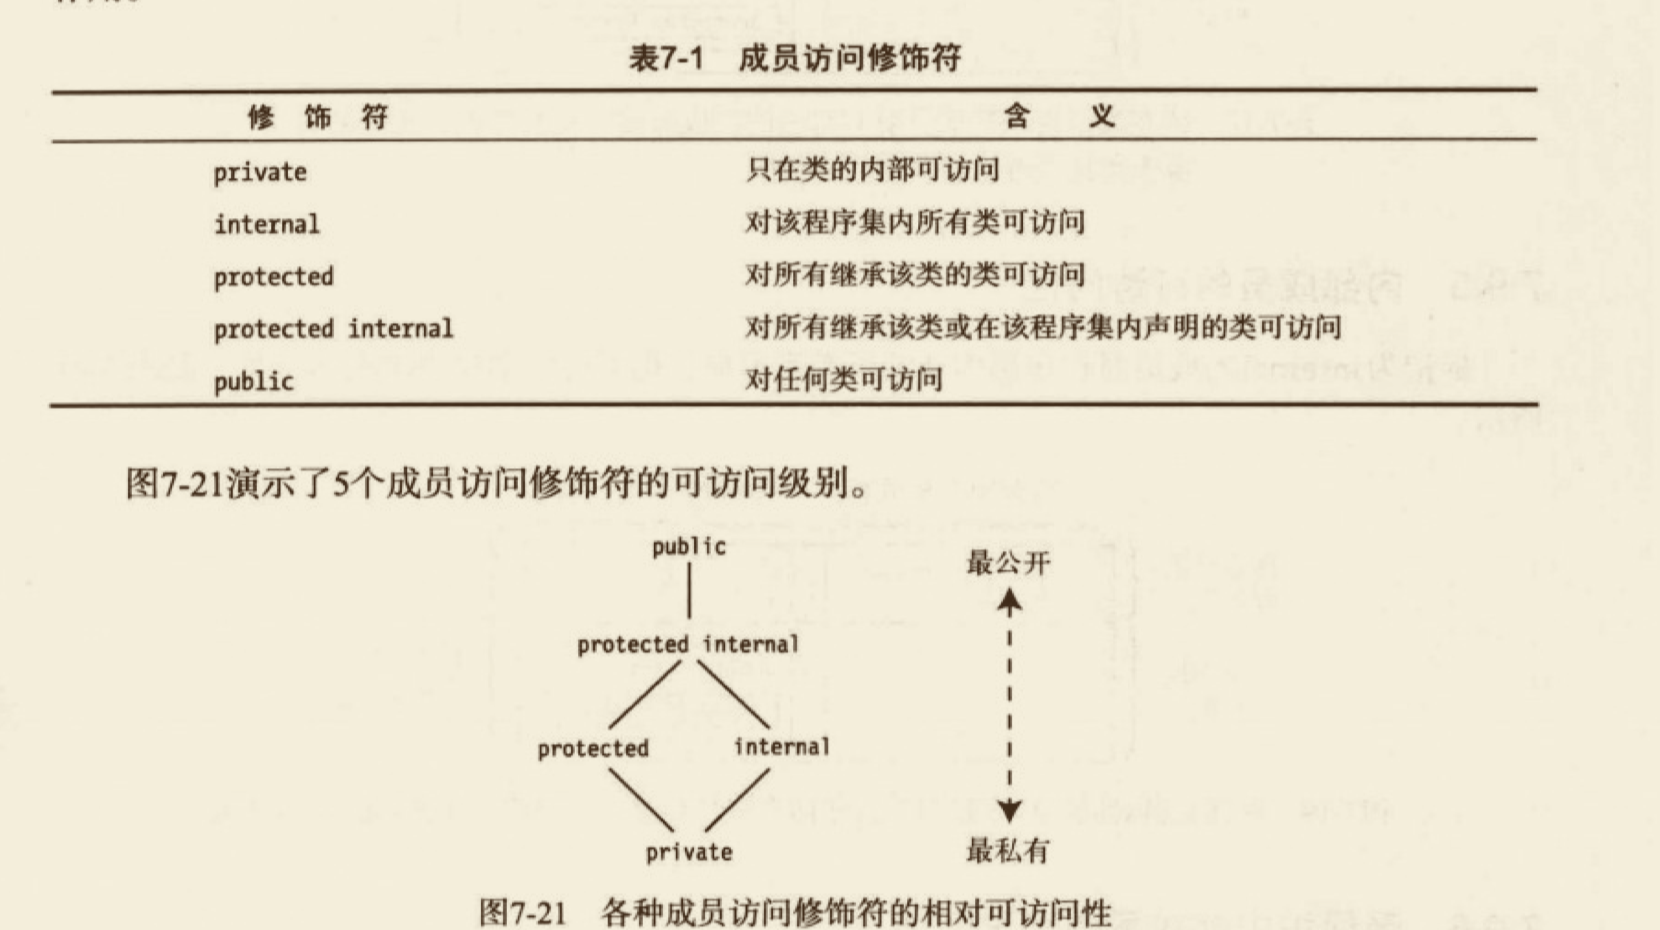 表7-1 成员访问修饰符
修 饰 符 含 义
private 只在类的内部可访问
internal 对该程序集内所有类可访问
protected 对所有继承该类的类可访问
protected internal 对所有继承该类或在该程序集内声明的类可访问
public 对任何类可访问
图7-21演示了5个成员访问修饰符的可访问级别。
public
最公开
protected internal
protected internal
private
最私有
图7-21 各种成员访问修饰符的相对可访问性